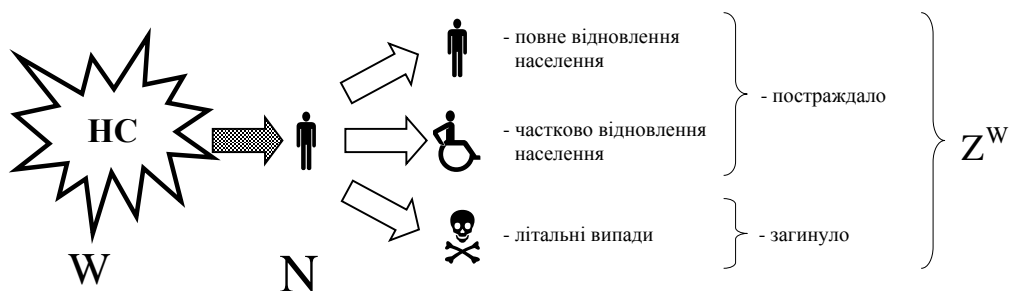 НС
- повне відновлення
населення
- частково відновлення
населення
- літальні випади
- постраждало
- загинуло
Z^W
W
N